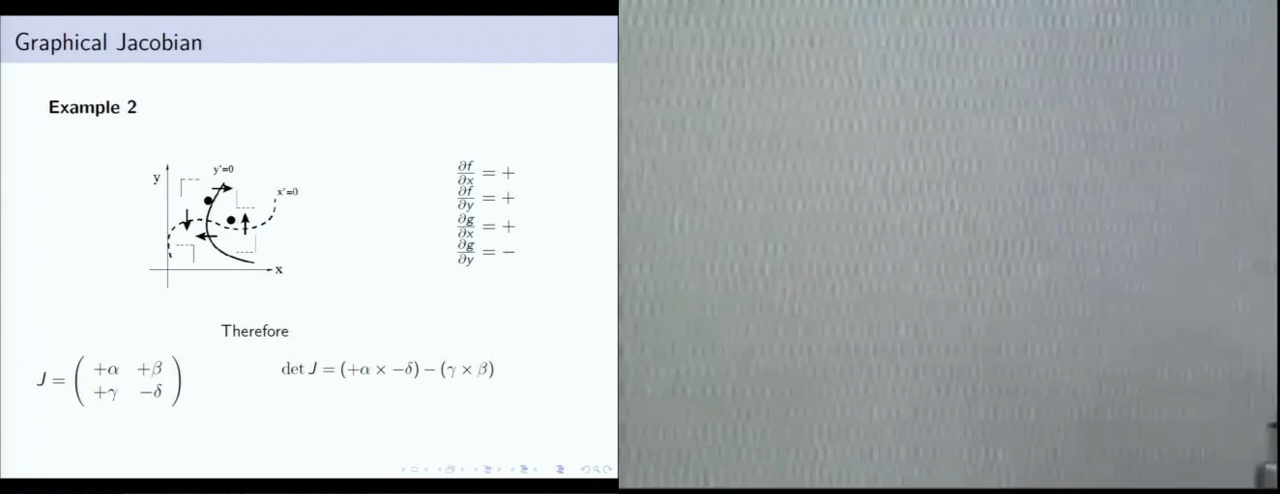 Graphical Jacobian
Example 2
y
y'=0
x'=0
x
∂f/∂x = +
∂f/∂y = +
∂g/∂x = +
∂g/∂y = −
Therefore
J = ( +α +β
+γ −δ )
det J = (+α × −δ) − (γ × β)